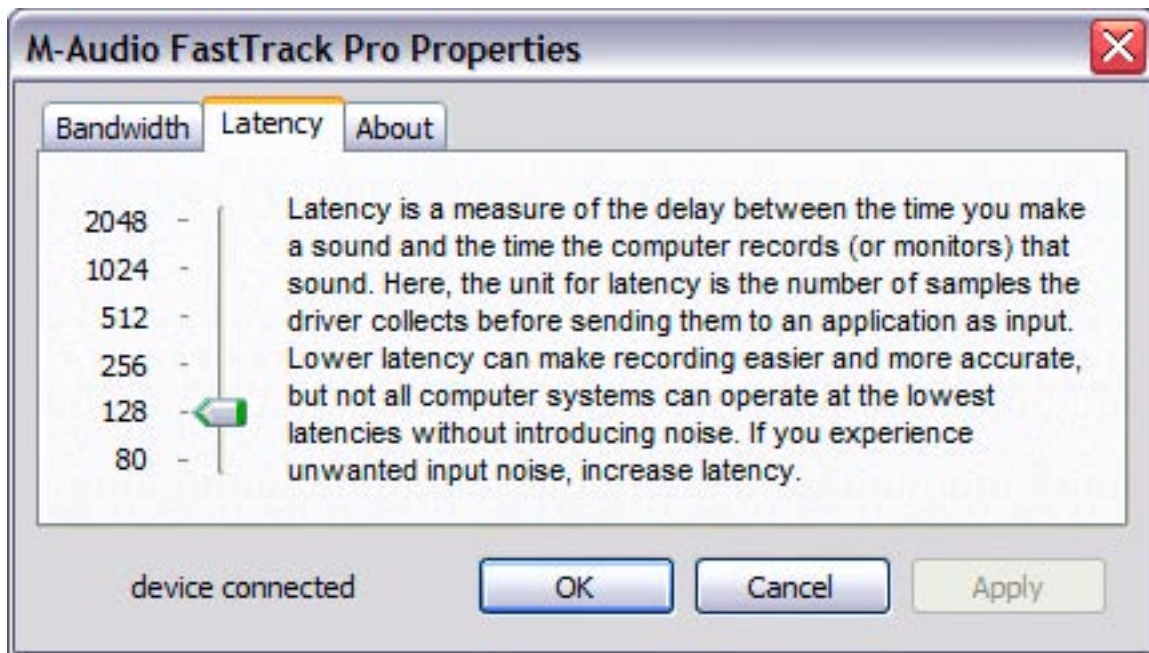 M-Audio FastTrack Pro Properties
Bandwidth Latency About
2048
1024
512
256
128
80
Latency is a measure of the delay between the time you make
a sound and the time the computer records (or monitors) that
sound. Here, the unit for latency is the number of samples the
driver collects before sending them to an application as input.
Lower latency can make recording easier and more accurate,
but not all computer systems can operate at the lowest
latencies without introducing noise. If you experience
unwanted input noise, increase latency.
device connected OK Cancel Apply